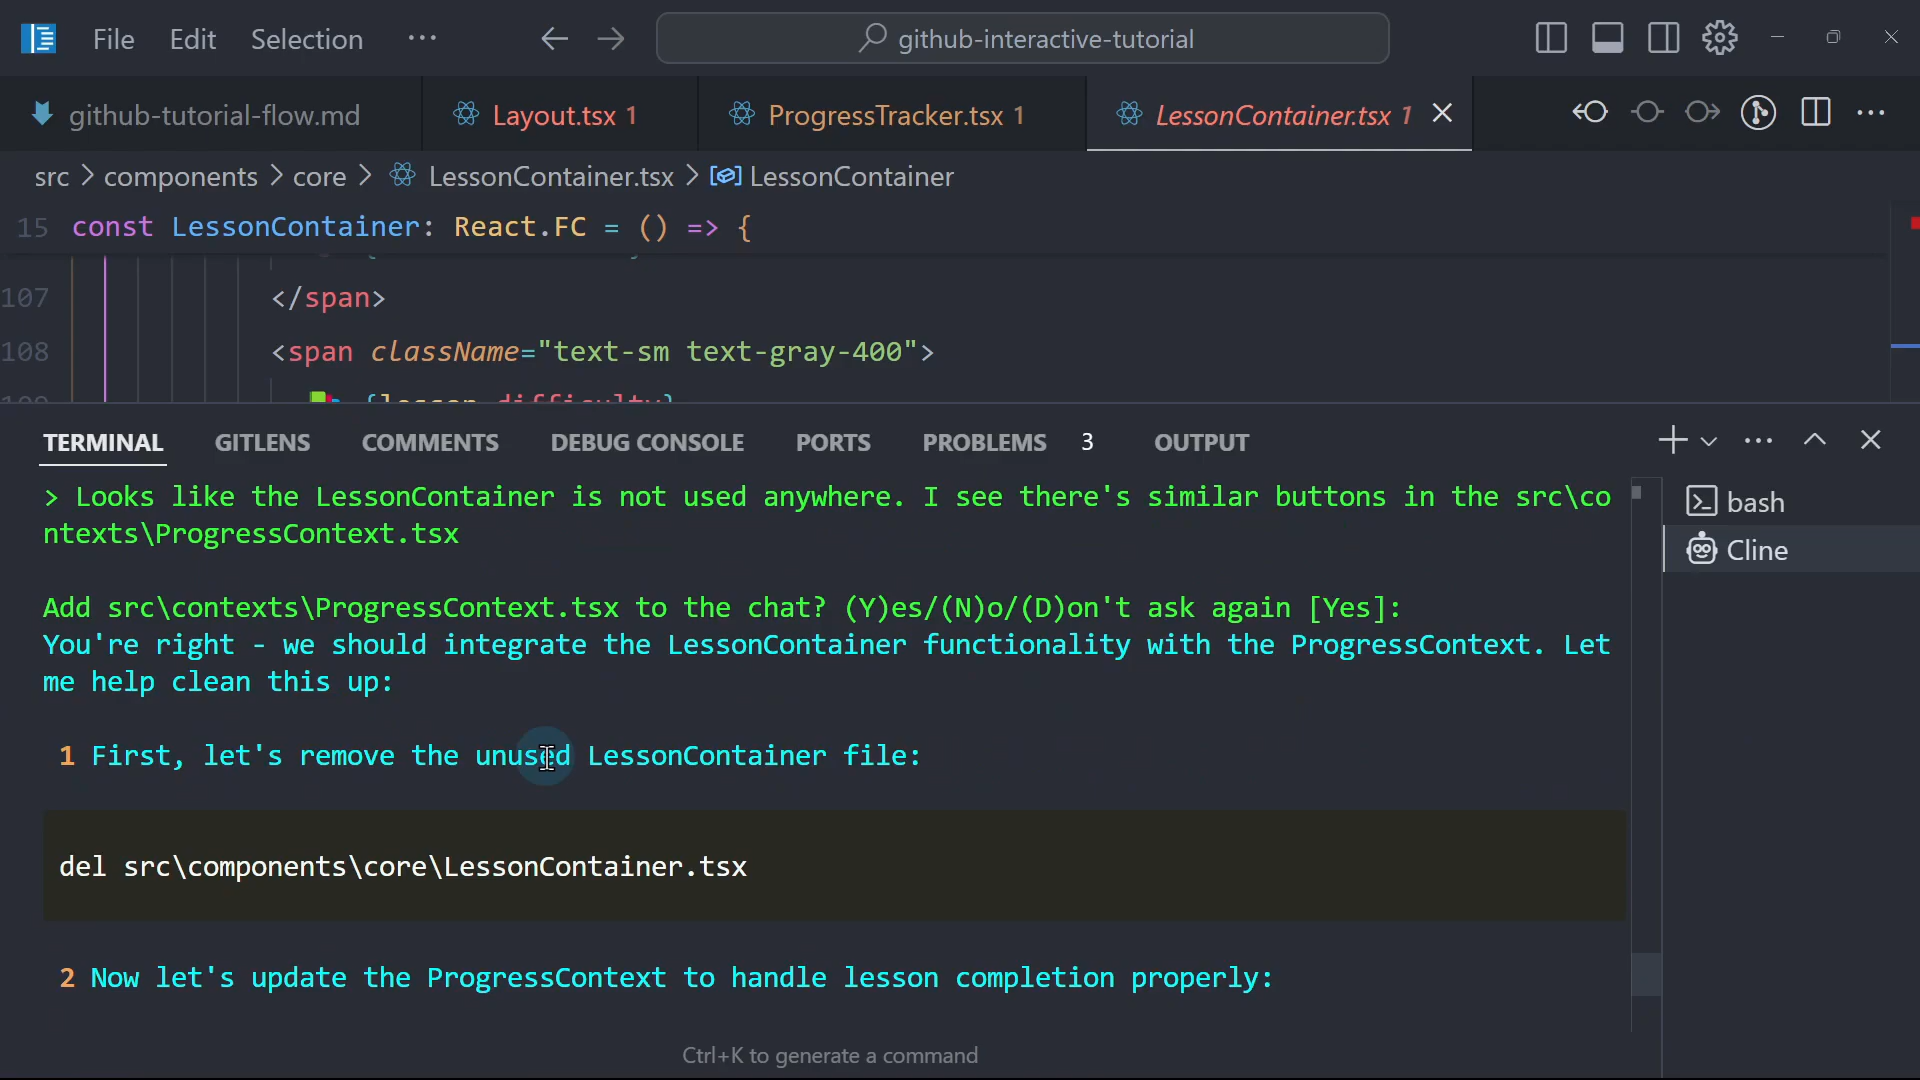 File Edit Selection ··· github-interactive-tutorial
github-tutorial-flow.md Layout.tsx 1 ProgressTracker.tsx 1 LessonContainer.tsx 1
src > components > core > LessonContainer.tsx > LessonContainer
15 const LessonContainer: React.FC = () => {
107 </span>
108 <span className="text-sm text-gray-400">
109 {lesson.difficulty}
TERMINAL GITLENS COMMENTS DEBUG CONSOLE PORTS PROBLEMS 3 OUTPUT
> Looks like the LessonContainer is not used anywhere. I see there's similar buttons in the src\co
ntexts\ProgressContext.tsx
Add src\contexts\ProgressContext.tsx to the chat? (Y)es/(N)o/(D)on't ask again [Yes]:
You're right - we should integrate the LessonContainer functionality with the ProgressContext. Let
me help clean this up:
1 First, let's remove the unused LessonContainer file:
del src\components\core\LessonContainer.tsx
2 Now let's update the ProgressContext to handle lesson completion properly:
Ctrl+K to generate a command
bash
Cline